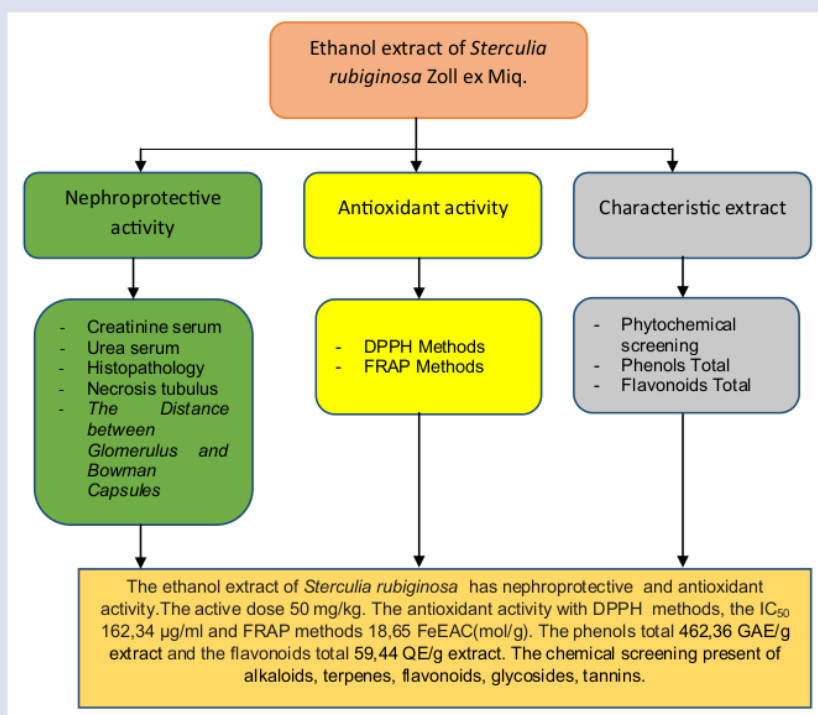 Ethanol extract of Sterculia
rubiginosa Zoll ex Miq.
Nephroprotective
activity
Antioxidant activity
Characteristic extract
- Creatinine serum
- Urea serum
- Histopathology
- Necrosis tubulus
- The Distance
between
Glomerulus and
Bowman
Capsules
- DPPH Methods
- FRAP Methods
- Phytochemical
screening
- Phenols Total
- Flavonoids Total
The ethanol extract of Sterculia rubiginosa has nephroprotective and antioxidant
activity.The active dose 50 mg/kg. The antioxidant activity with DPPH methods, the IC₅₀
162,34 µg/ml and FRAP methods 18,65 FeEAC(mol/g). The phenols total 462,36 GAE/g
extract and the flavonoids total 59,44 QE/g extract. The chemical screening present of
alkaloids, terpenes, flavonoids, glycosides, tannins.